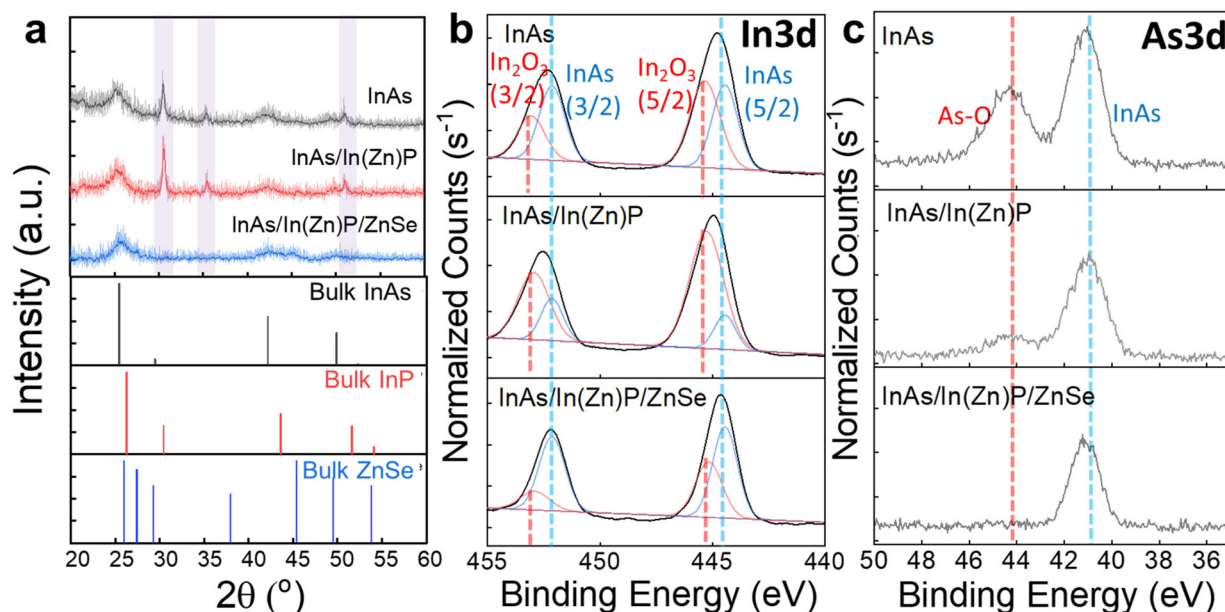 a
InAs
InAs/In(Zn)P
InAs/In(Zn)P/ZnSe
Bulk InAs
Bulk InP
Bulk ZnSe
Intensity (a.u.)
20 25 30 35 40 45 50 55 60
2θ (°)
b
In3d
InAs
In₂O₃
(3/2)
InAs
(3/2)
In₂O₃
(5/2)
InAs
(5/2)
InAs/In(Zn)P
InAs/In(Zn)P/ZnSe
Normalized Counts (s⁻¹)
455 450 445 440
Binding Energy (eV)
c
As3d
InAs
As-O
InAs
InAs/In(Zn)P
InAs/In(Zn)P/ZnSe
Normalized Counts (s⁻¹)
50 48 46 44 42 40 38 36
Binding Energy (eV)